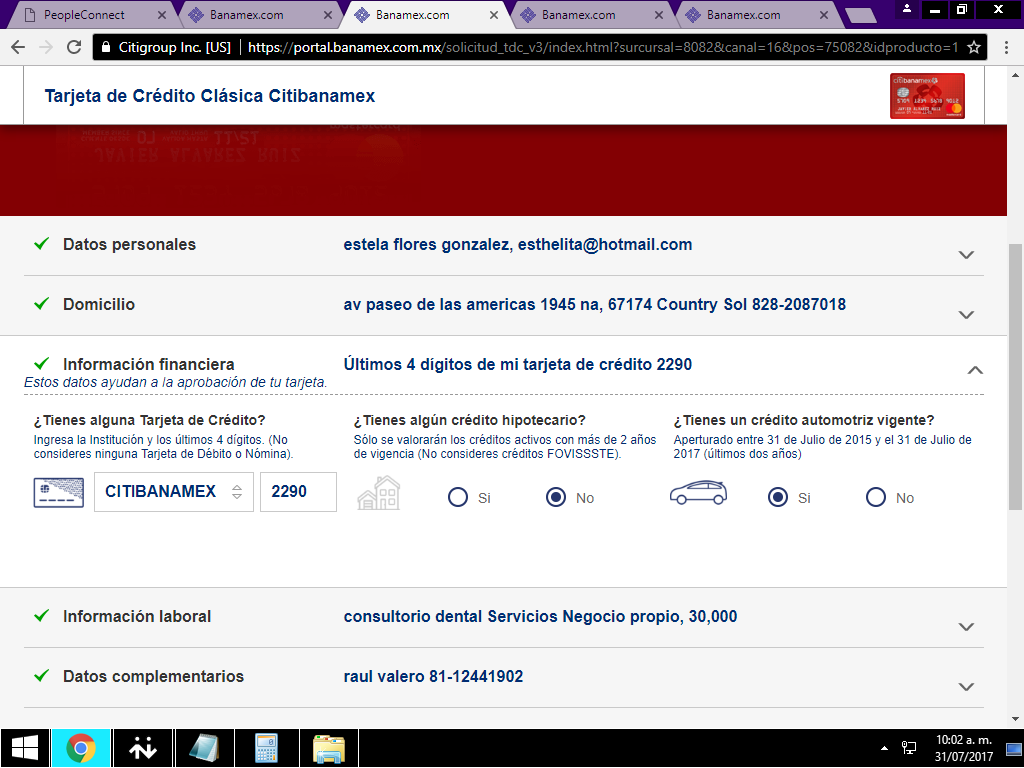 PeopleConnect
Banamex.com
Banamex.com
Banamex.com
Banamex.com
Citigroup Inc. [US] | https://portal.banamex.com.mx/solicitud_tdc_v3/index.html?surcursal=8082&canal=16&pos=75082&idproducto=1
Tarjeta de Crédito Clásica Citibanamex
citibanamex
JAVIER ALVAREZ RUIZ
Datos personales estela flores gonzalez, esthelita@hotmail.com
Domicilio av paseo de las americas 1945 na, 67174 Country Sol 828-2087018
Información financiera Últimos 4 dígitos de mi tarjeta de crédito 2290
Estos datos ayudan a la aprobación de tu tarjeta.
¿Tienes alguna Tarjeta de Crédito?
Ingresa la Institución y los últimos 4 dígitos. (No
consideres ninguna Tarjeta de Débito o Nómina).
CITIBANAMEX 2290
¿Tienes algún crédito hipotecario?
Sólo se valorarán los créditos activos con más de 2 años
de vigencia (No consideres créditos FOVISSSTE).
Si No
¿Tienes un crédito automotriz vigente?
Aperturado entre 31 de Julio de 2015 y el 31 de Julio de
2017 (últimos dos años)
Si No
Información laboral consultorio dental Servicios Negocio propio, 30,000
Datos complementarios raul valero 81-12441902
10:02 a. m.
31/07/2017